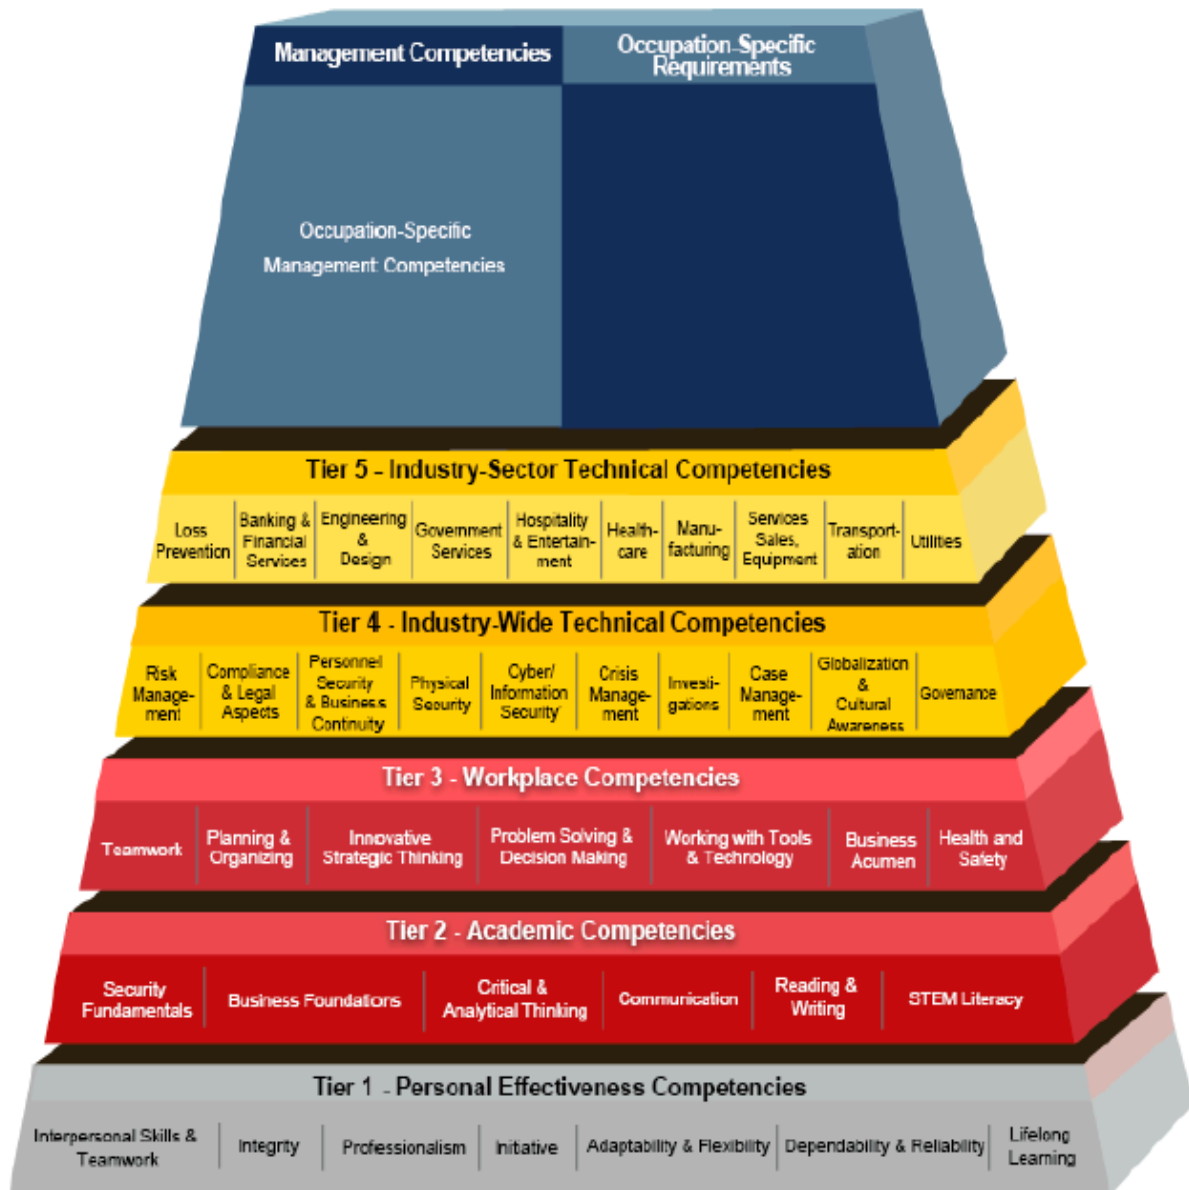 Management Competencies
Occupation-Specific
Requirements
Occupation-Specific
Management Competencies
Tier 5 - Industry-Sector Technical Competencies
Loss
Prevention
Banking &
Financial
Services
Engineering
&
Design
Government
Services
Hospitality
& Entertain-
ment
Health-
care
Manu-
facturing
Services
Sales,
Equipment
Transport-
ation
Utilities
Tier 4 - Industry-Wide Technical Competencies
Risk
Manage-
ment
Compliance
& Legal
Aspects
Personnel
Security
& Business
Continuity
Physical
Security
Cyber/
Information
Security
Crisis
Manage-
ment
Investi-
gations
Case
Manage-
ment
Globalization
&
Cultural
Awareness
Governance
Tier 3 - Workplace Competencies
Teamwork
Planning &
Organizing
Innovative
Strategic Thinking
Problem Solving &
Decision Making
Working with Tools
& Technology
Business
Acumen
Health and
Safety
Tier 2 - Academic Competencies
Security
Fundamentals
Business Foundations
Critical &
Analytical Thinking
Communication
Reading &
Writing
STEM Literacy
Tier 1 - Personal Effectiveness Competencies
Interpersonal Skills &
Teamwork
Integrity
Professionalism
Initiative
Adaptability & Flexibility
Dependability & Reliability
Lifelong
Learning